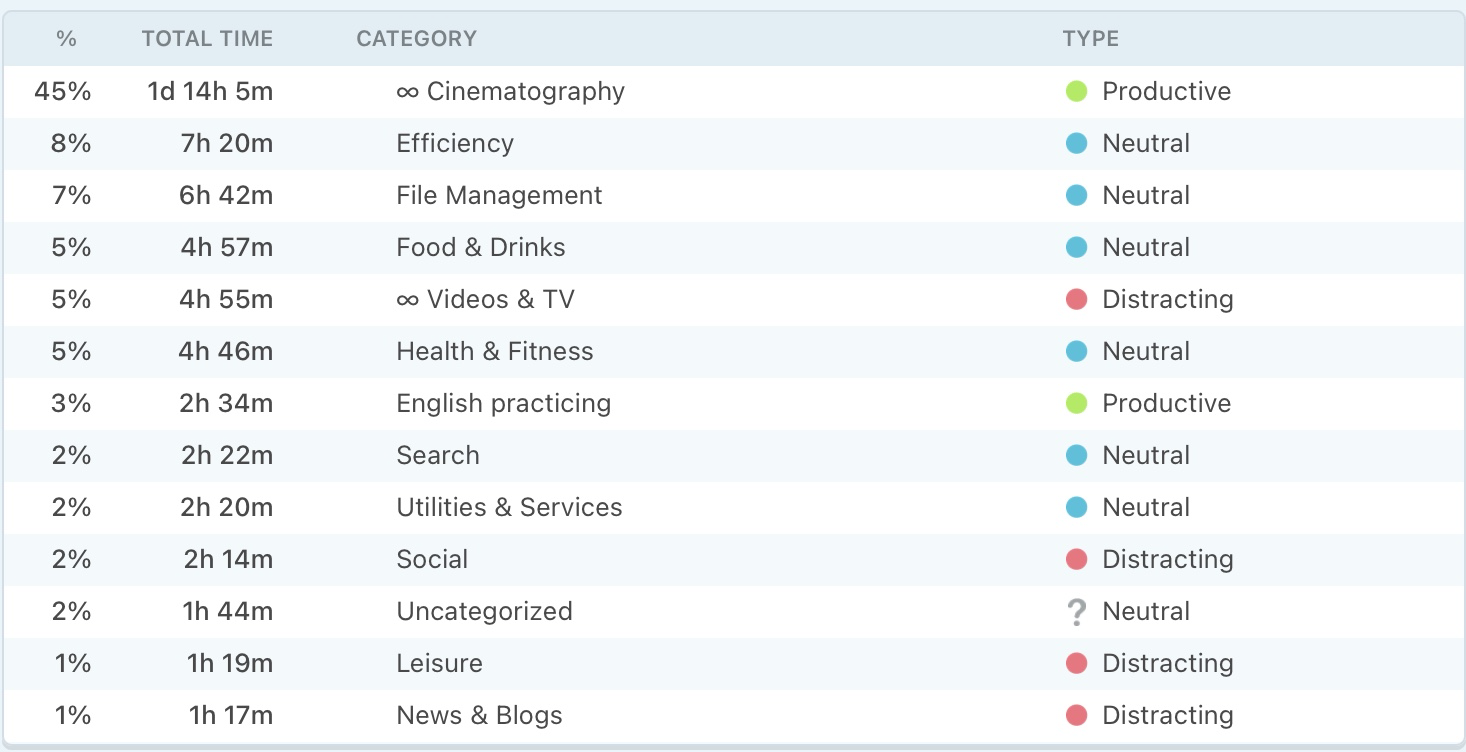 % TOTAL TIME CATEGORY TYPE
45% 1d 14h 5m ∞ Cinematography Productive
8% 7h 20m Efficiency Neutral
7% 6h 42m File Management Neutral
5% 4h 57m Food & Drinks Neutral
5% 4h 55m ∞ Videos & TV Distracting
5% 4h 46m Health & Fitness Neutral
3% 2h 34m English practicing Productive
2% 2h 22m Search Neutral
2% 2h 20m Utilities & Services Neutral
2% 2h 14m Social Distracting
2% 1h 44m Uncategorized ? Neutral
1% 1h 19m Leisure Distracting
1% 1h 17m News & Blogs Distracting